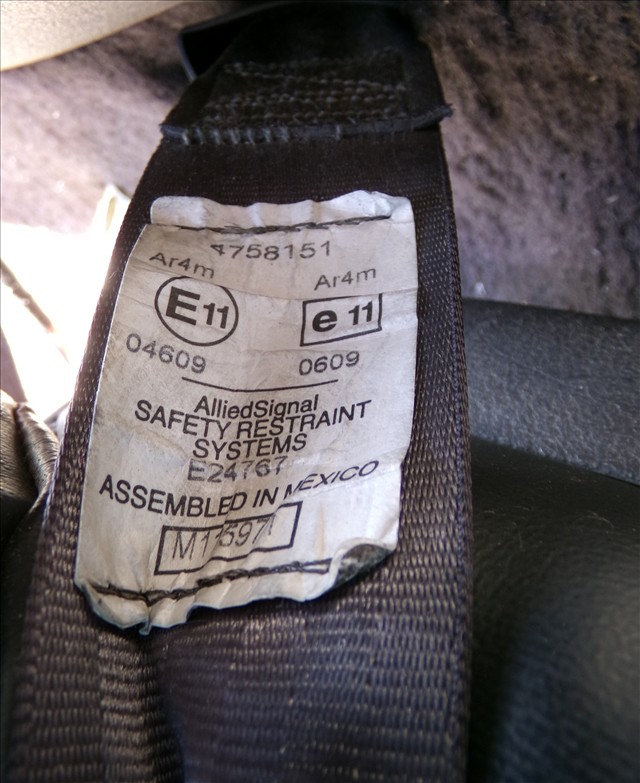 4758151
Ar4m Ar4m
E11 e 11
04609 0609
AlliedSignal
SAFETY RESTRAINT
SYSTEMS
E24767
ASSEMBLED IN MEXICO